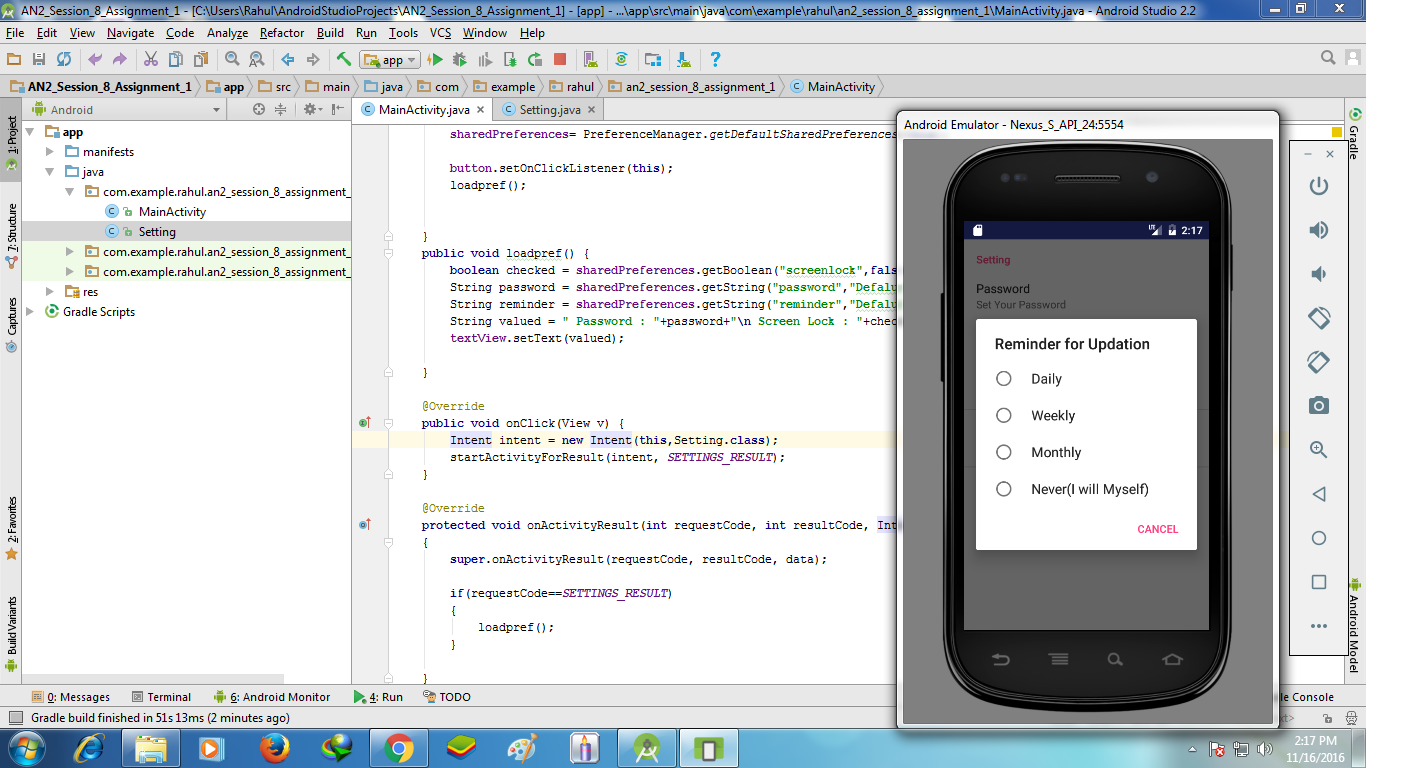 AN2_Session_8_Assignment_1 - [C:\Users\Rahul\AndroidStudioProjects\AN2_Session_8_Assignment_1] - [app] - ...\app\src\main\java\com\example\rahul\an2_session_8_assignment_1\MainActivity.java - Android Studio 2.2
File Edit View Navigate Code Analyze Refactor Build Run Tools VCS Window Help
app
AN2_Session_8_Assignment_1 app src main java com example rahul an2_session_8_assignment_1 MainActivity
Android
MainActivity.java Setting.java
1: Project
7: Structure
Captures
2: Favorites
Build Variants
app
manifests
java
com.example.rahul.an2_session_8_assignment_
MainActivity
Setting
com.example.rahul.an2_session_8_assignment_
com.example.rahul.an2_session_8_assignment_
res
Gradle Scripts
sharedPreferences= PreferenceManager.getDefaultSharedPreferences
button.setOnClickListener(this);
loadpref();
}
public void loadpref() {
boolean checked = sharedPreferences.getBoolean("screenlock",fals
String password = sharedPreferences.getString("password","Defalu
String reminder = sharedPreferences.getString("reminder","Defalu
String valued = " Password : "+password+"\n Screen Lock : "+chec
textView.setText(valued);
}
@Override
public void onClick(View v) {
Intent intent = new Intent(this,Setting.class);
startActivityForResult(intent, SETTINGS_RESULT);
}
@Override
protected void onActivityResult(int requestCode, int resultCode, Int
{
super.onActivityResult(requestCode, resultCode, data);
if(requestCode==SETTINGS_RESULT)
{
loadpref();
}
}
Android Emulator - Nexus_S_API_24:5554
2:17
Setting
Password
Set Your Password
Reminder for Updation
Daily
Weekly
Monthly
Never(I will Myself)
CANCEL
Gradle
Android Model
0: Messages Terminal 6: Android Monitor 4: Run TODO
le Console
Gradle build finished in 51s 13ms (2 minutes ago)
2:17 PM
11/16/2016